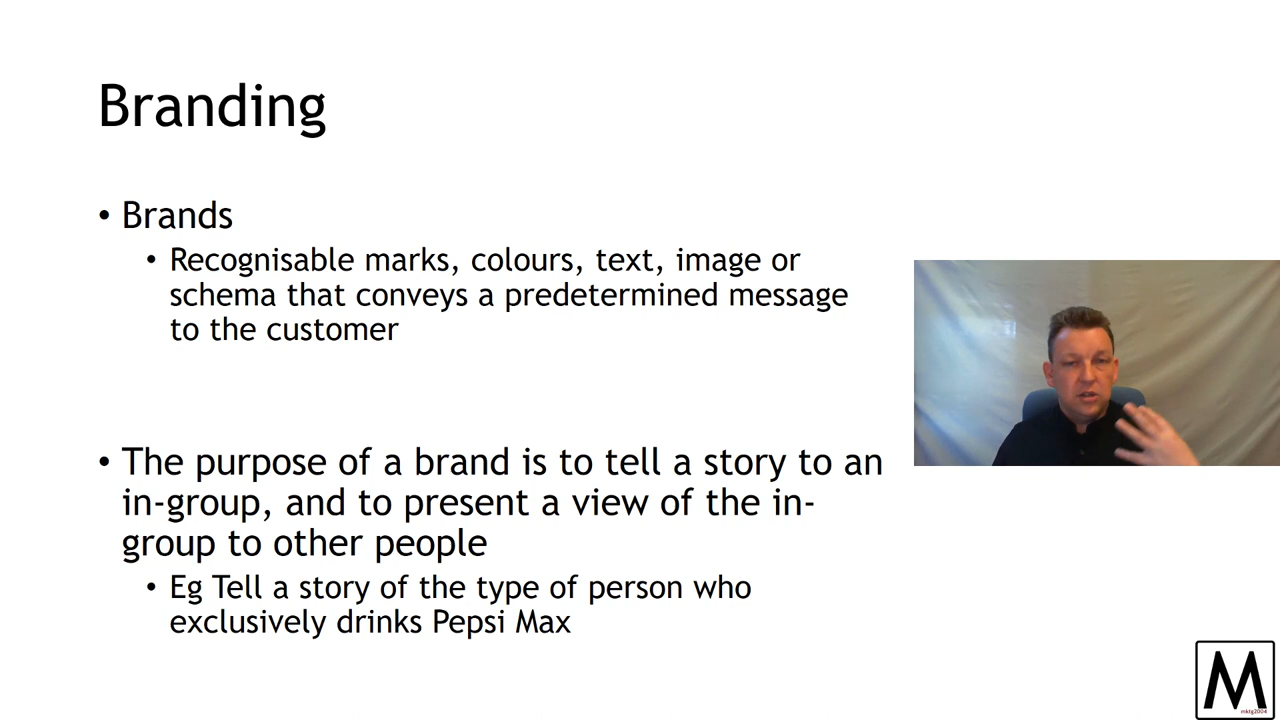 Branding
• Brands
• Recognisable marks, colours, text, image or
schema that conveys a predetermined message
to the customer
• The purpose of a brand is to tell a story to an
in-group, and to present a view of the in-
group to other people
• Eg Tell a story of the type of person who
exclusively drinks Pepsi Max
M
mktg2004